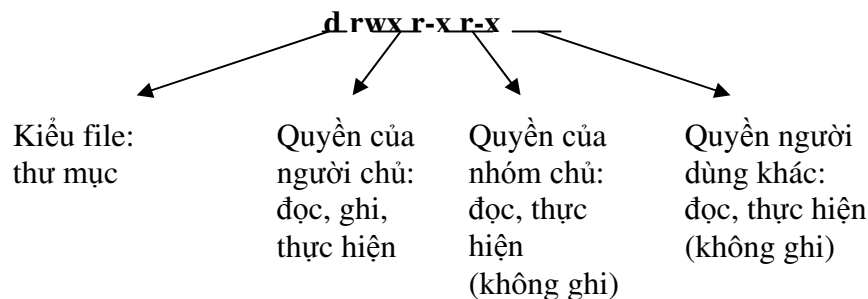 d rwx r-x r-x
Kiểu file:
thư mục
Quyền của
người chủ:
đọc, ghi,
thực hiện
Quyền của
nhóm chủ:
đọc, thực
hiện
(không ghi)
Quyền người
dùng khác:
đọc, thực hiện
(không ghi)